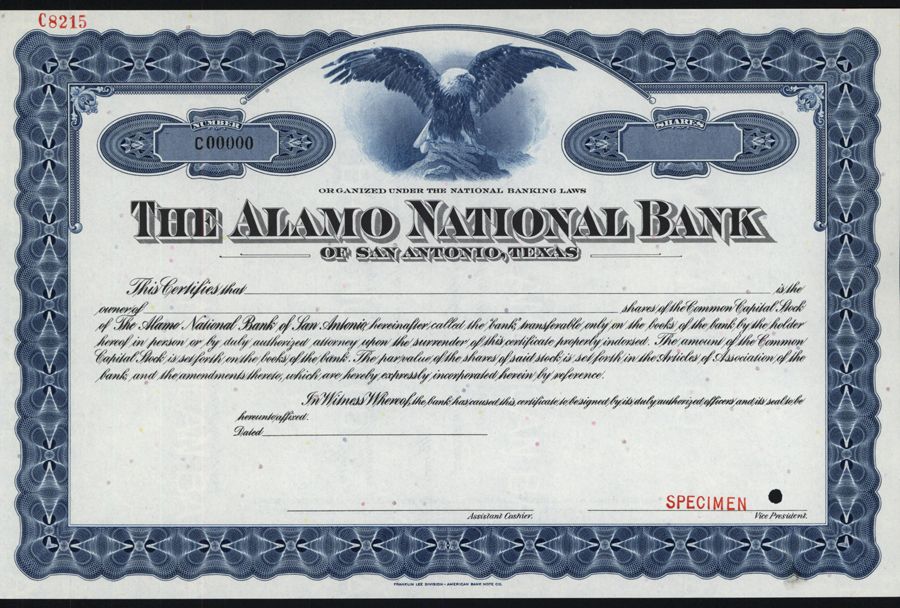 C8215
NUMBER
C00000
SHARES
ORGANIZED UNDER THE NATIONAL BANKING LAWS
THE ALAMO NATIONAL BANK
OF SAN ANTONIO, TEXAS
This Certifies that is the
owner of shares of the Common Capital Stock
of The Alamo National Bank of San Antonio, hereinafter called the "bank," transferable only on the books of the bank by the holder
hereof in person or by duly authorized attorney upon the surrender of this certificate properly indorsed. The amount of the Common
Capital Stock is set forth on the books of the bank. The par value of the shares of said stock is set forth in the Articles of Association of the
bank, and the amendments thereto, which are hereby expressly incorporated herein by reference.
In Witness Whereof, the bank has caused this certificate to be signed by its duly authorized officers and its seal to be
hereunto affixed.
Dated
SPECIMEN
Assistant Cashier.
Vice President.
FRANKLIN LEE DIVISION - AMERICAN BANK NOTE CO.